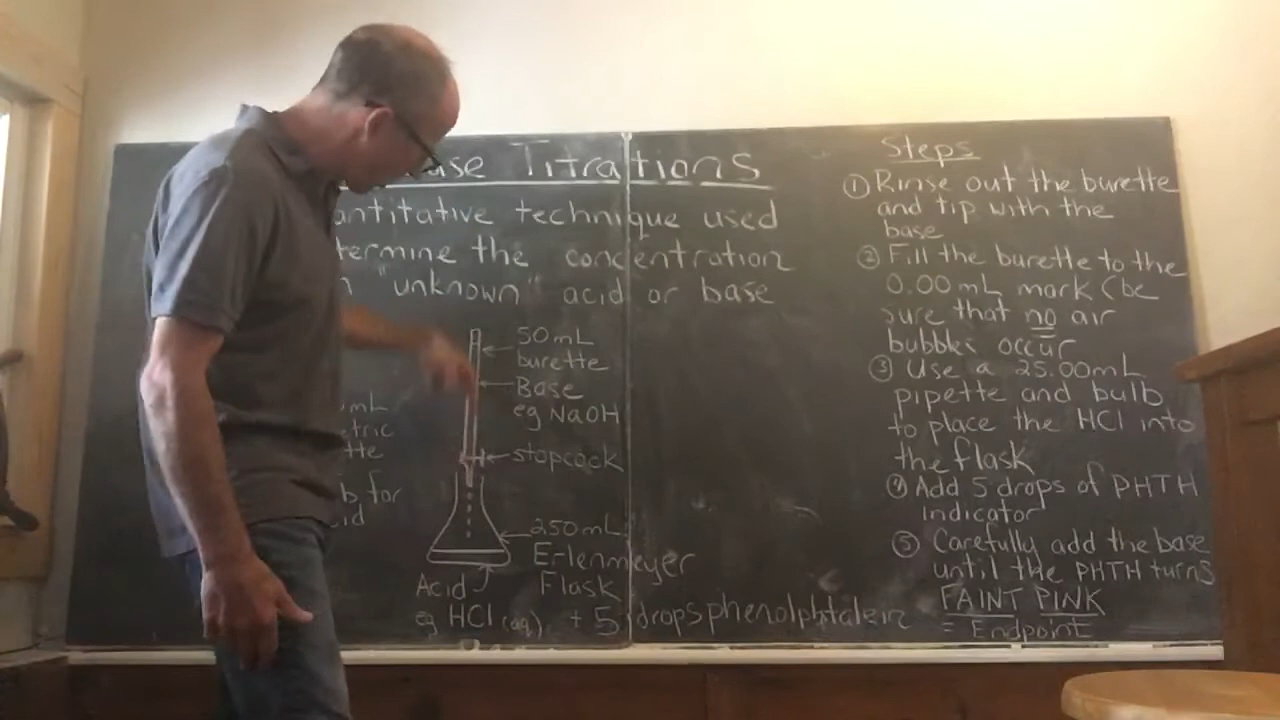 ase Titrations
antitative technique used
termine the concentration
"unknown" acid or base
50mL
burette
Base
eg NaOH
stopcock
mL
tric
tte
b for
id
250mL
Erlenmeyer
Flask
Acid
eg HCl (aq) + 5 drops phenolphtalein
Steps
① Rinse out the burette
and tip with the
base
② Fill the burette to the
0.00 mL mark (be
sure that no air
bubbles occur
③ Use a 25.00mL
pipette and bulb
to place the HCl into
the flask
④ Add 5 drops of PHTH
indicator
⑤ Carefully add the base
until the PHTH turns
FAINT PINK
= Endpoint